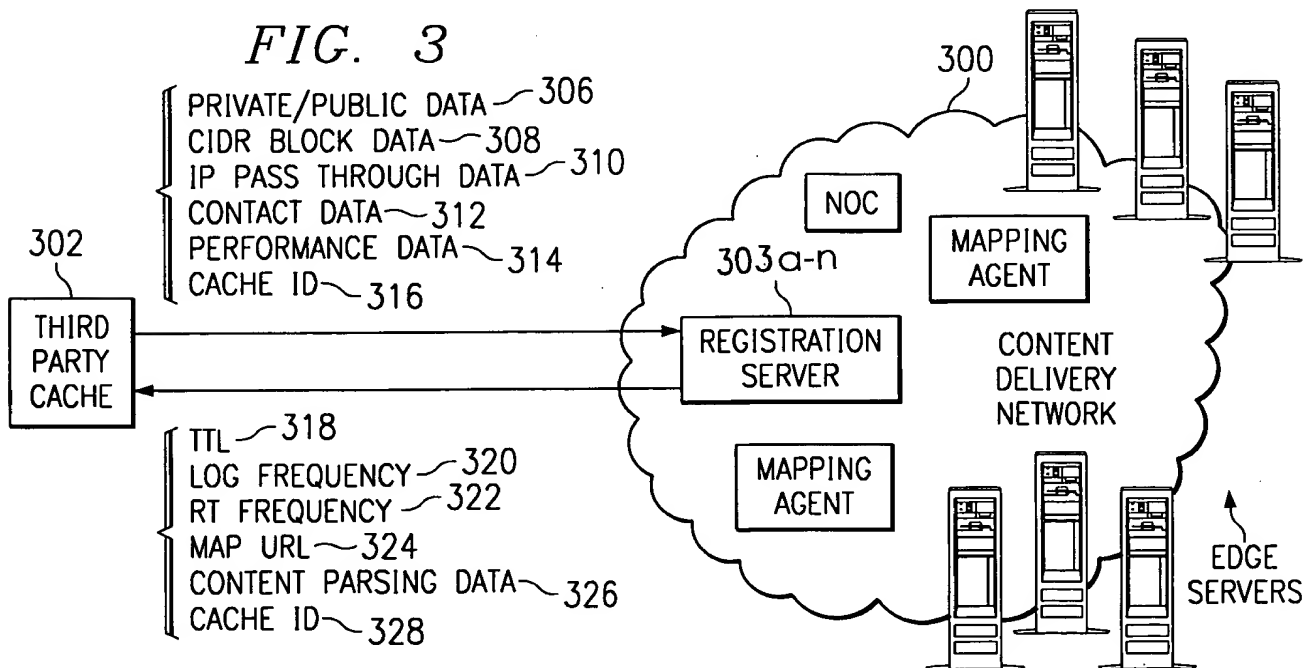 FIG. 3
PRIVATE/PUBLIC DATA 306
CIDR BLOCK DATA 308
IP PASS THROUGH DATA 310
CONTACT DATA 312
PERFORMANCE DATA 314
CACHE ID 316
302
THIRD
PARTY
CACHE
TTL 318
LOG FREQUENCY 320
RT FREQUENCY 322
MAP URL 324
CONTENT PARSING DATA 326
CACHE ID 328
300
NOC
MAPPING
AGENT
303a-n
REGISTRATION
SERVER
CONTENT
DELIVERY
NETWORK
MAPPING
AGENT
EDGE
SERVERS